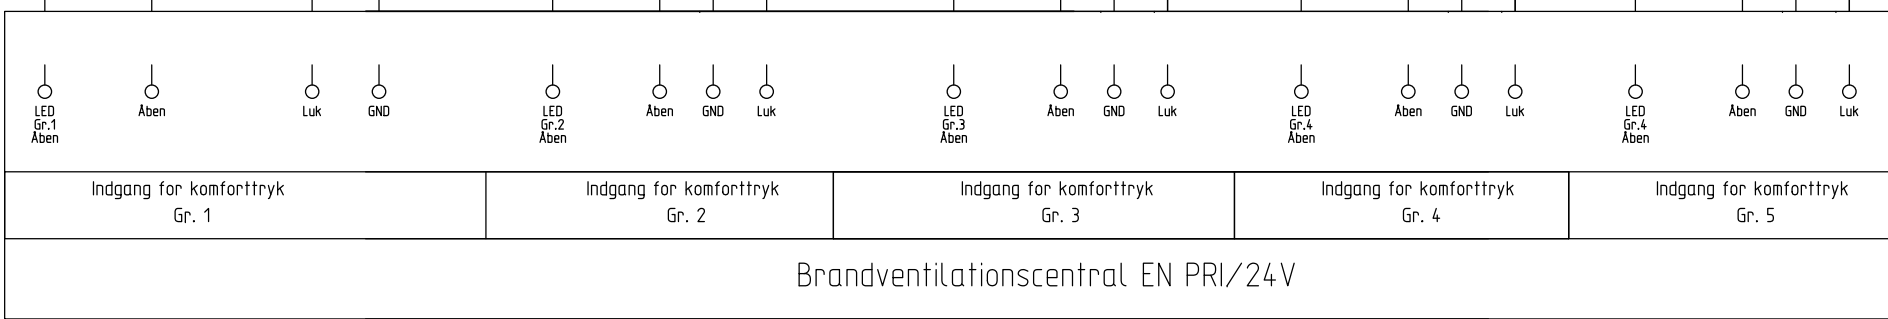 LED
Gr.1
Åben
Åben
Luk
GND
LED
Gr.2
Åben
Åben
GND
Luk
LED
Gr.3
Åben
Åben
GND
Luk
LED
Gr.4
Åben
Åben
GND
Luk
LED
Gr.4
Åben
Åben
GND
Luk
Indgang for komforttryk
Gr. 1
Indgang for komforttryk
Gr. 2
Indgang for komforttryk
Gr. 3
Indgang for komforttryk
Gr. 4
Indgang for komforttryk
Gr. 5
Brandventilationscentral EN PRI/24V